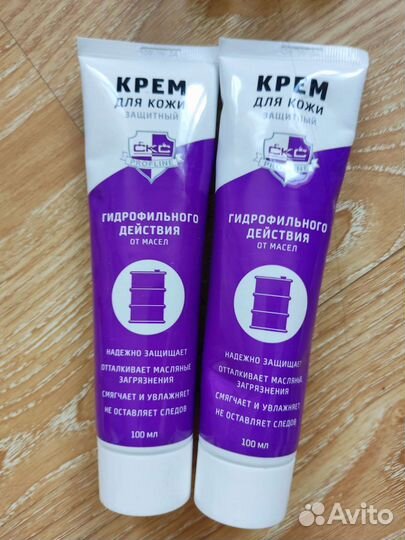 КРЕМ
ДЛЯ КОЖИ
ЗАЩИТНЫЙ
СКС
PROFLINE
ГИДРОФИЛЬНОГО
ДЕЙСТВИЯ
ОТ МАСЕЛ
НАДЕЖНО ЗАЩИЩАЕТ
ОТТАЛКИВАЕТ МАСЛЯНЫЕ
ЗАГРЯЗНЕНИЯ
СМЯГЧАЕТ И УВЛАЖНЯЕТ
НЕ ОСТАВЛЯЕТ СЛЕДОВ
100 МЛ
КРЕМ
ДЛЯ КОЖИ
ЗАЩИТНЫЙ
СКС
PROFLINE
ГИДРОФИЛЬНОГО
ДЕЙСТВИЯ
ОТ МАСЕЛ
НАДЕЖНО ЗАЩИЩАЕТ
ОТТАЛКИВАЕТ МАСЛЯНЫЕ
ЗАГРЯЗНЕНИЯ
СМЯГЧАЕТ И УВЛАЖНЯЕТ
НЕ ОСТАВЛЯЕТ СЛЕДОВ
100 МЛ
Avito